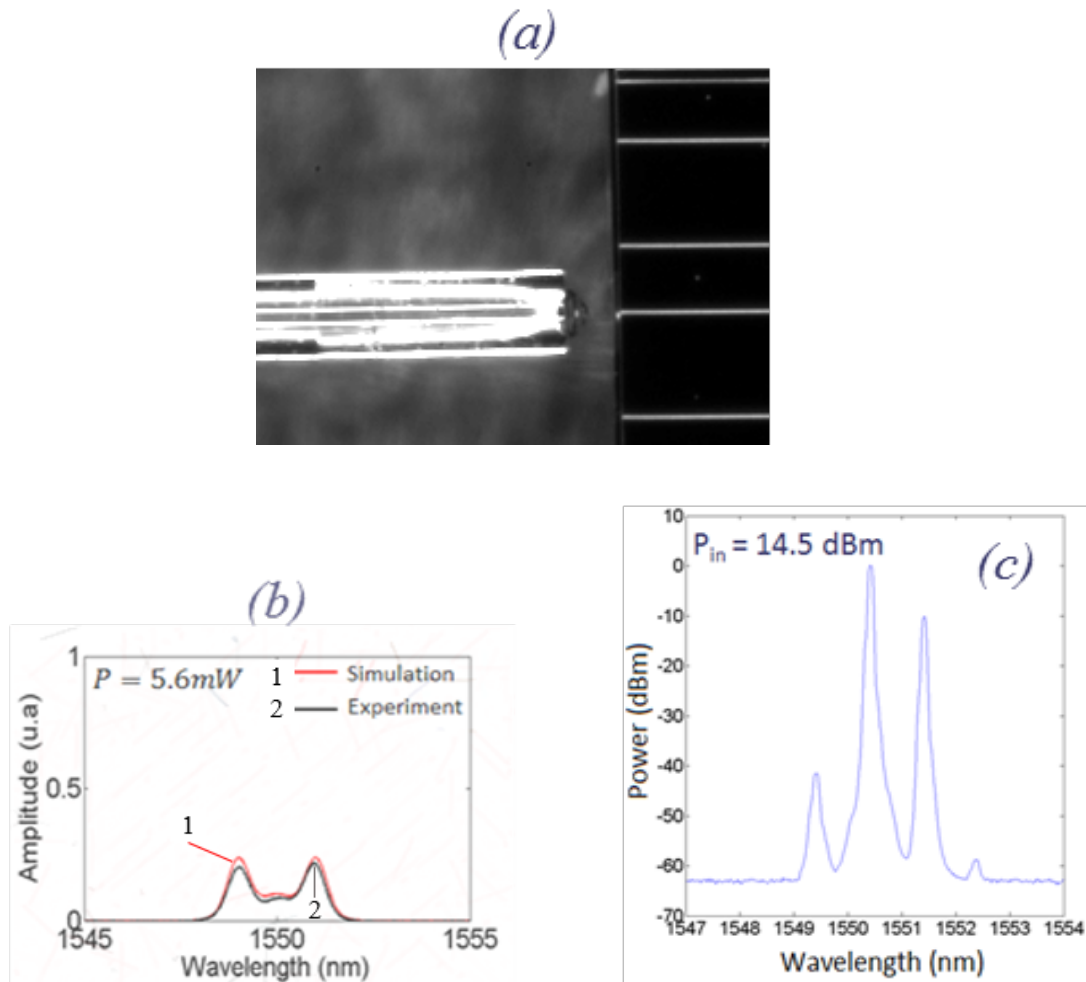 (a)
(b)
P = 5.6mW
1 Simulation
2 Experiment
1
0.5
0
1
2
Amplitude (u.a)
1545 1550 1555
Wavelength (nm)
(c)
P_in = 14.5 dBm
10
0
-10
-20
-30
-40
-50
-60
-70
Power (dBm)
1547 1548 1549 1550 1551 1552 1553 1554
Wavelength (nm)